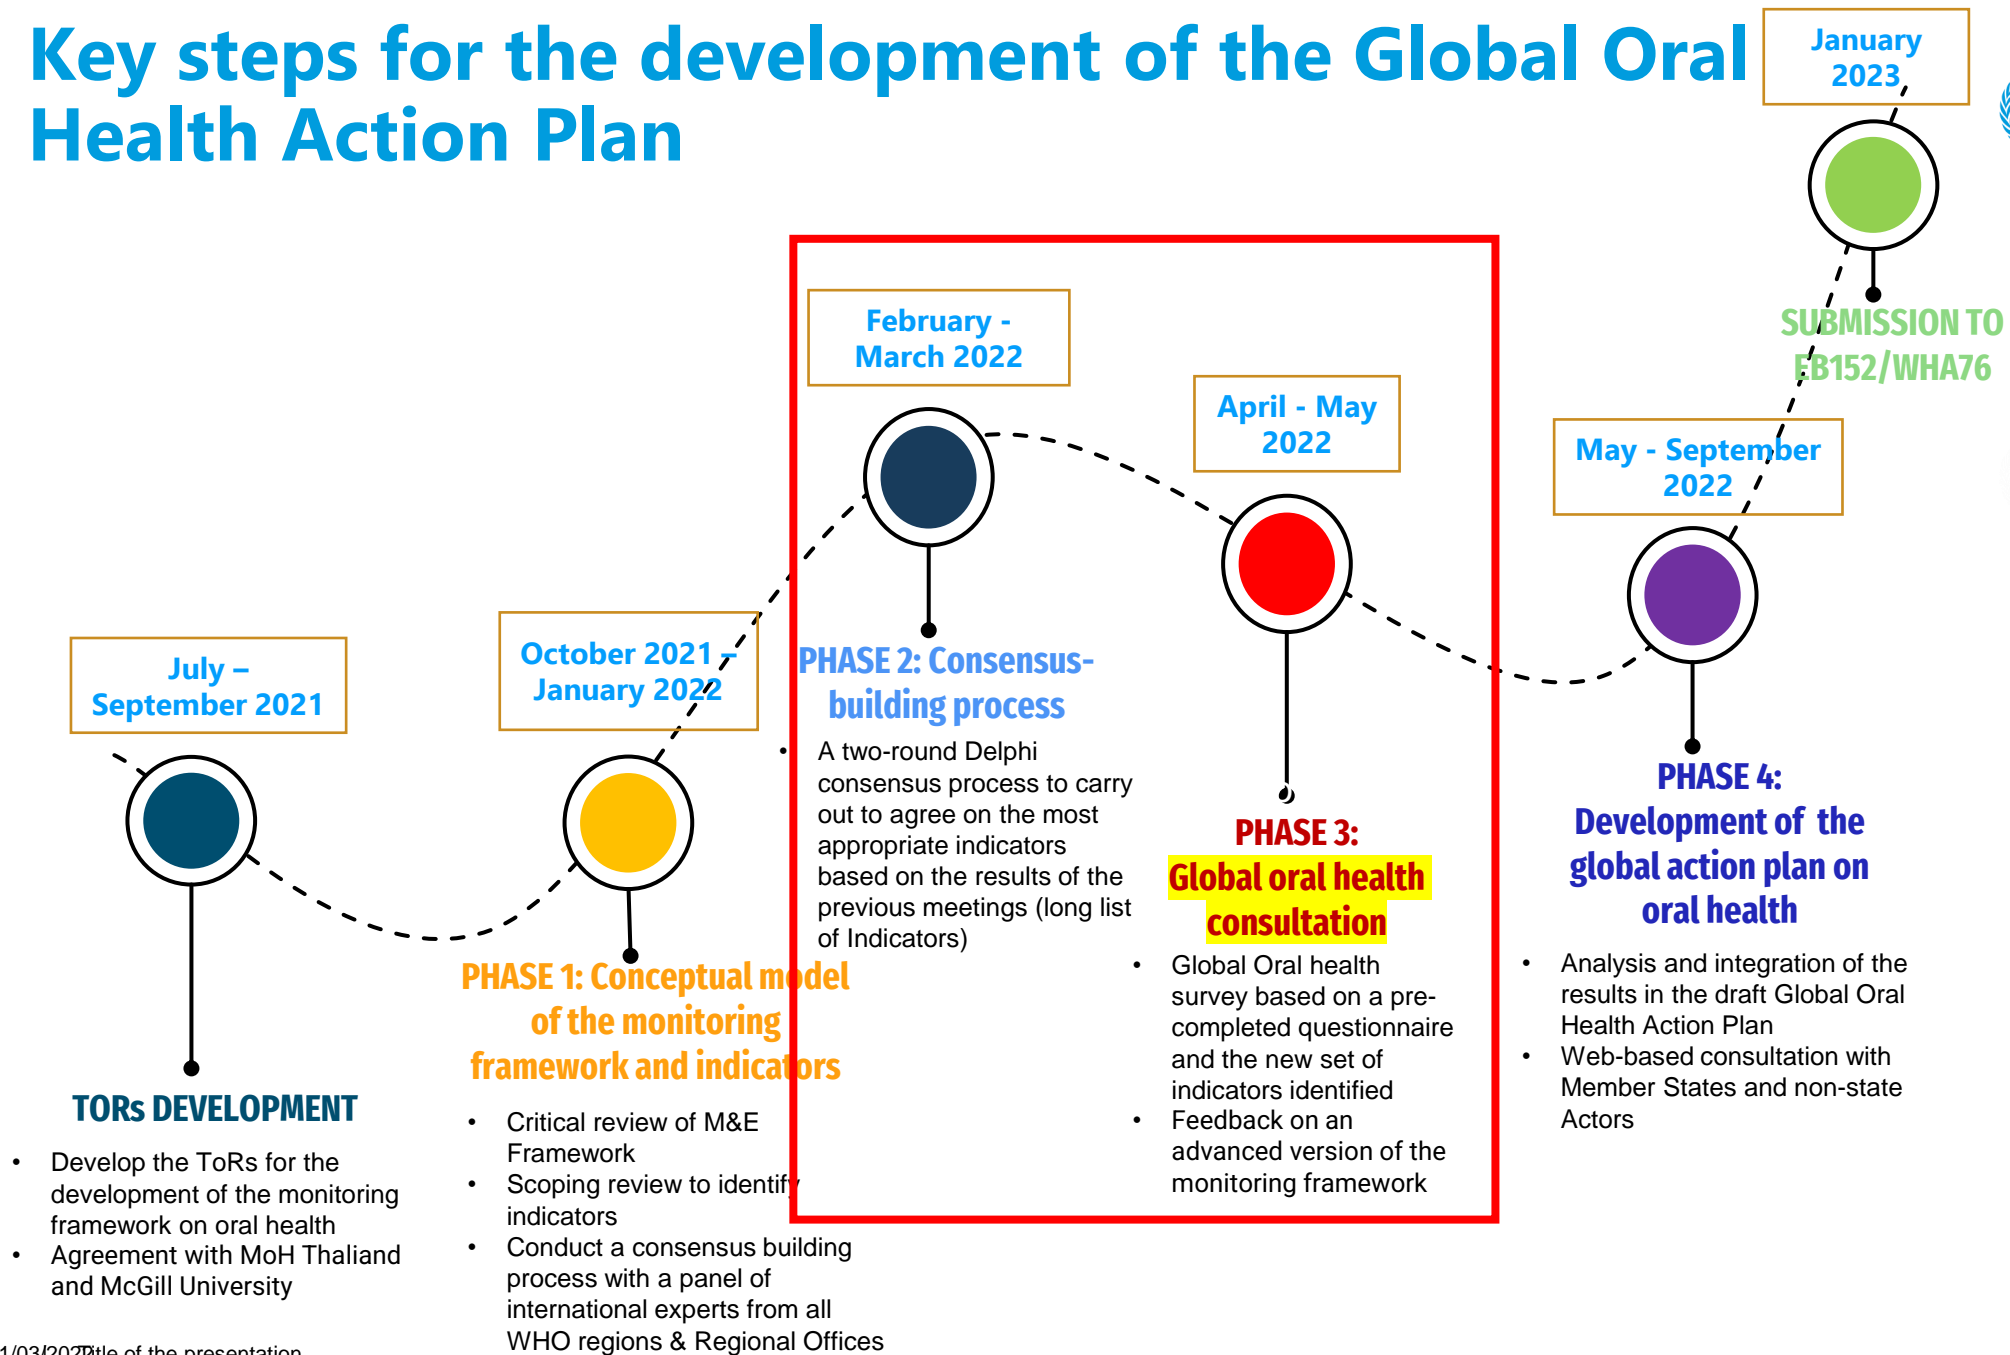 Key steps for the development of the Global Oral
Health Action Plan
January
2023
SUBMISSION TO
EB152/WHA76
February -
March 2022
PHASE 2: Consensus-
building process
• A two-round Delphi
consensus process to carry
out to agree on the most
appropriate indicators
based on the results of the
previous meetings (long list
of Indicators)
April - May
2022
PHASE 3:
Global oral health
consultation
• Global Oral health
survey based on a pre-
completed questionnaire
and the new set of
indicators identified
• Feedback on an
advanced version of the
monitoring framework
May - September
2022
PHASE 4:
Development of the
global action plan on
oral health
• Analysis and integration of the
results in the draft Global Oral
Health Action Plan
• Web-based consultation with
Member States and non-state
Actors
July –
September 2021
TORs DEVELOPMENT
• Develop the ToRs for the
development of the monitoring
framework on oral health
• Agreement with MoH Thaliand
and McGill University
October 2021 –
January 2022
PHASE 1: Conceptual model
of the monitoring
framework and indicators
• Critical review of M&E
Framework
• Scoping review to identify
indicators
• Conduct a consensus building
process with a panel of
international experts from all
WHO regions & Regional Offices
1/03/2022
Title of the presentation